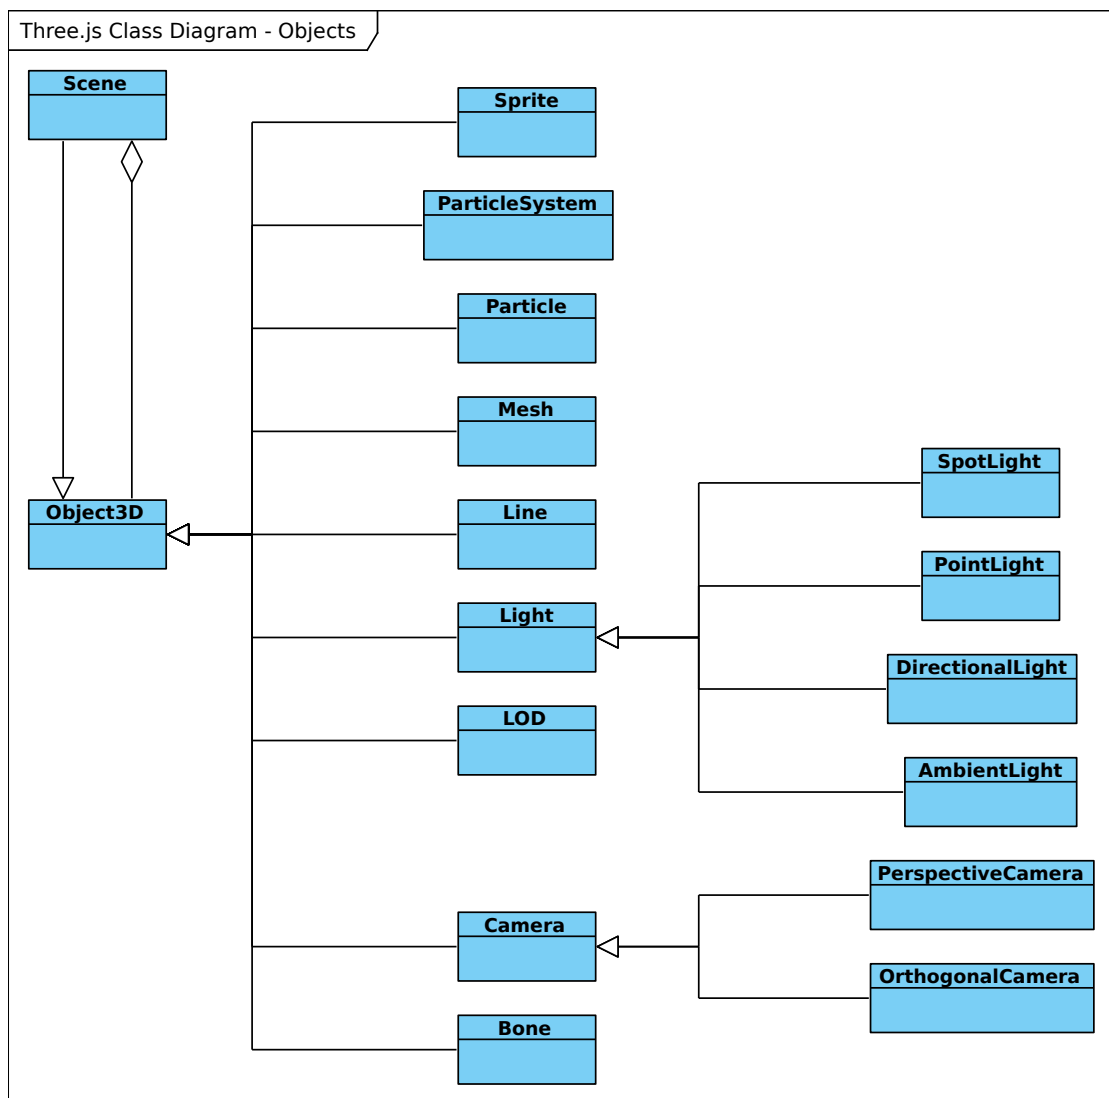 Three.js Class Diagram - Objects
Scene
Sprite
ParticleSystem
Particle
Mesh
SpotLight
Object3D
Line
PointLight
Light
DirectionalLight
LOD
AmbientLight
PerspectiveCamera
Camera
OrthogonalCamera
Bone